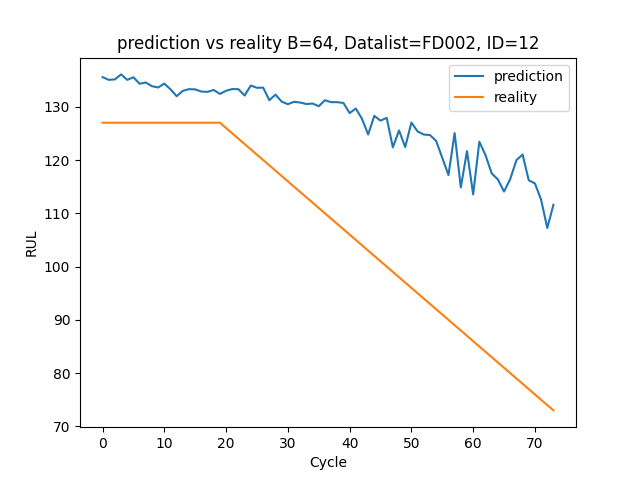 prediction vs reality B=64, Datalist=FD002, ID=12
prediction
reality
130
120
110
100
90
80
70
RUL
0 10 20 30 40 50 60 70
Cycle